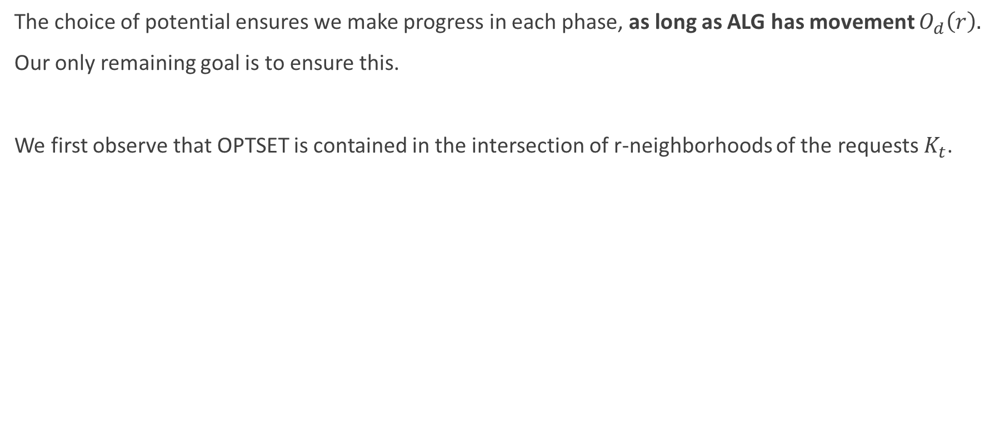 The choice of potential ensures we make progress in each phase, as long as ALG has movement $O_d(r)$.
Our only remaining goal is to ensure this.
We first observe that OPTSET is contained in the intersection of r-neighborhoods of the requests $K_t$.